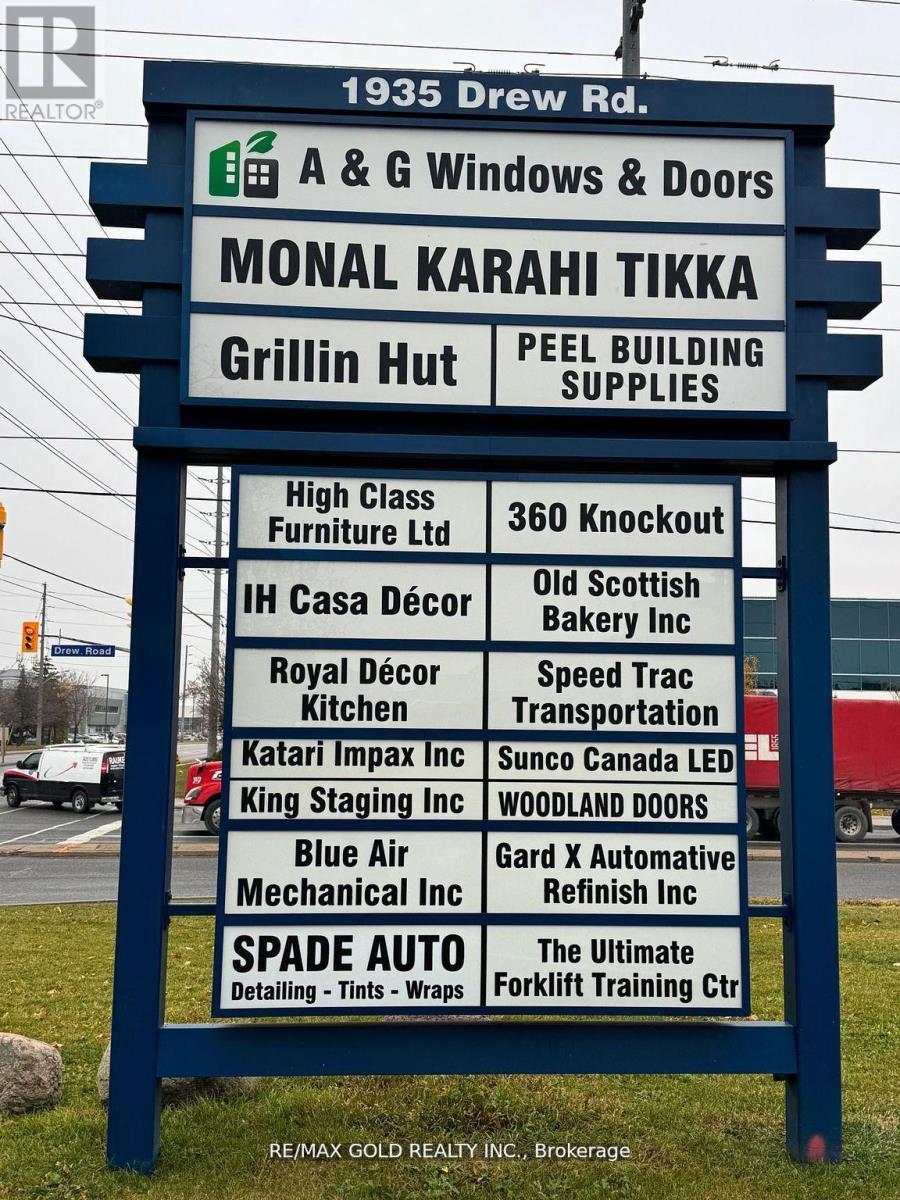 REALTOR®
1935 Drew Rd.
A & G Windows & Doors
MONAL KARAHI TIKKA
Grillin Hut
PEEL BUILDING
SUPPLIES
High Class
Furniture Ltd
360 Knockout
IH Casa Décor
Old Scottish
Bakery Inc
Royal Décor
Kitchen
Speed Trac
Transportation
Katari Impax Inc
Sunco Canada LED
King Staging Inc
WOODLAND DOORS
Blue Air
Mechanical Inc
Gard X Automative
Refinish Inc
SPADE AUTO
Detailing - Tints - Wraps
The Ultimate
Forklift Training Ctr
Drew Road
RE/MAX GOLD REALTY INC., Brokerage